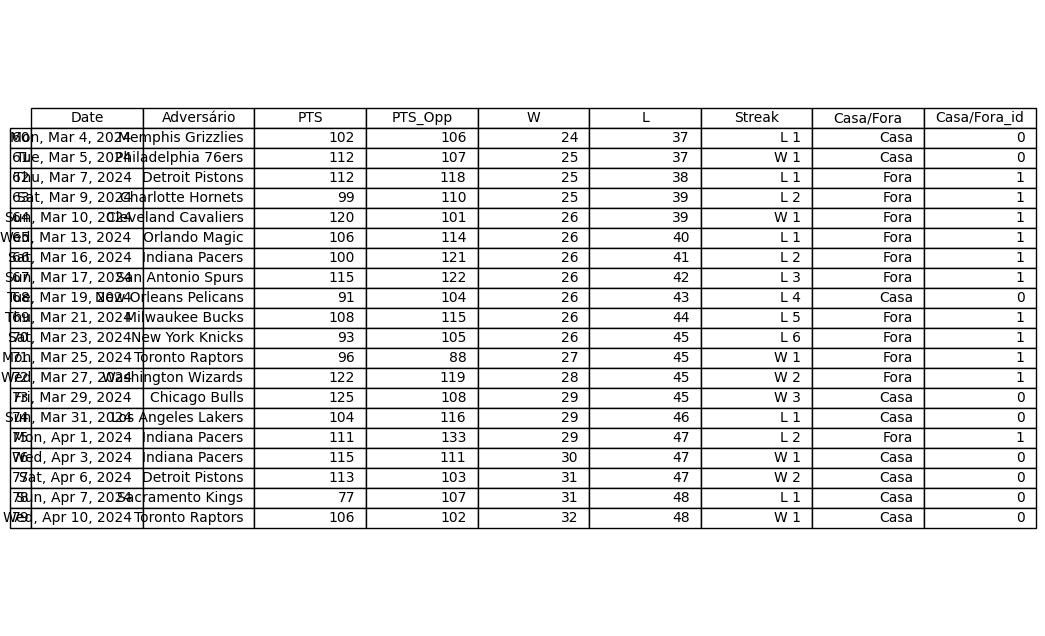 Date Adversário PTS PTS_Opp W L Streak Casa/Fora Casa/Fora_id
60 Mon, Mar 4, 2024 Memphis Grizzlies 102 106 24 37 L 1 Casa 0
61 Tue, Mar 5, 2024 Philadelphia 76ers 112 107 25 37 W 1 Casa 0
62 Thu, Mar 7, 2024 Detroit Pistons 112 118 25 38 L 1 Fora 1
63 Sat, Mar 9, 2024 Charlotte Hornets 99 110 25 39 L 2 Fora 1
64 Sun, Mar 10, 2024 Cleveland Cavaliers 120 101 26 39 W 1 Fora 1
65 Wed, Mar 13, 2024 Orlando Magic 106 114 26 40 L 1 Fora 1
66 Sat, Mar 16, 2024 Indiana Pacers 100 121 26 41 L 2 Fora 1
67 Sun, Mar 17, 2024 San Antonio Spurs 115 122 26 42 L 3 Fora 1
68 Tue, Mar 19, 2024 New Orleans Pelicans 91 104 26 43 L 4 Casa 0
69 Thu, Mar 21, 2024 Milwaukee Bucks 108 115 26 44 L 5 Fora 1
70 Sat, Mar 23, 2024 New York Knicks 93 105 26 45 L 6 Fora 1
71 Mon, Mar 25, 2024 Toronto Raptors 96 88 27 45 W 1 Fora 1
72 Wed, Mar 27, 2024 Washington Wizards 122 119 28 45 W 2 Fora 1
73 Fri, Mar 29, 2024 Chicago Bulls 125 108 29 45 W 3 Casa 0
74 Sun, Mar 31, 2024 Los Angeles Lakers 104 116 29 46 L 1 Casa 0
75 Mon, Apr 1, 2024 Indiana Pacers 111 133 29 47 L 2 Fora 1
76 Wed, Apr 3, 2024 Indiana Pacers 115 111 30 47 W 1 Casa 0
77 Sat, Apr 6, 2024 Detroit Pistons 113 103 31 47 W 2 Casa 0
78 Sun, Apr 7, 2024 Sacramento Kings 77 107 31 48 L 1 Casa 0
79 Wed, Apr 10, 2024 Toronto Raptors 106 102 32 48 W 1 Casa 0